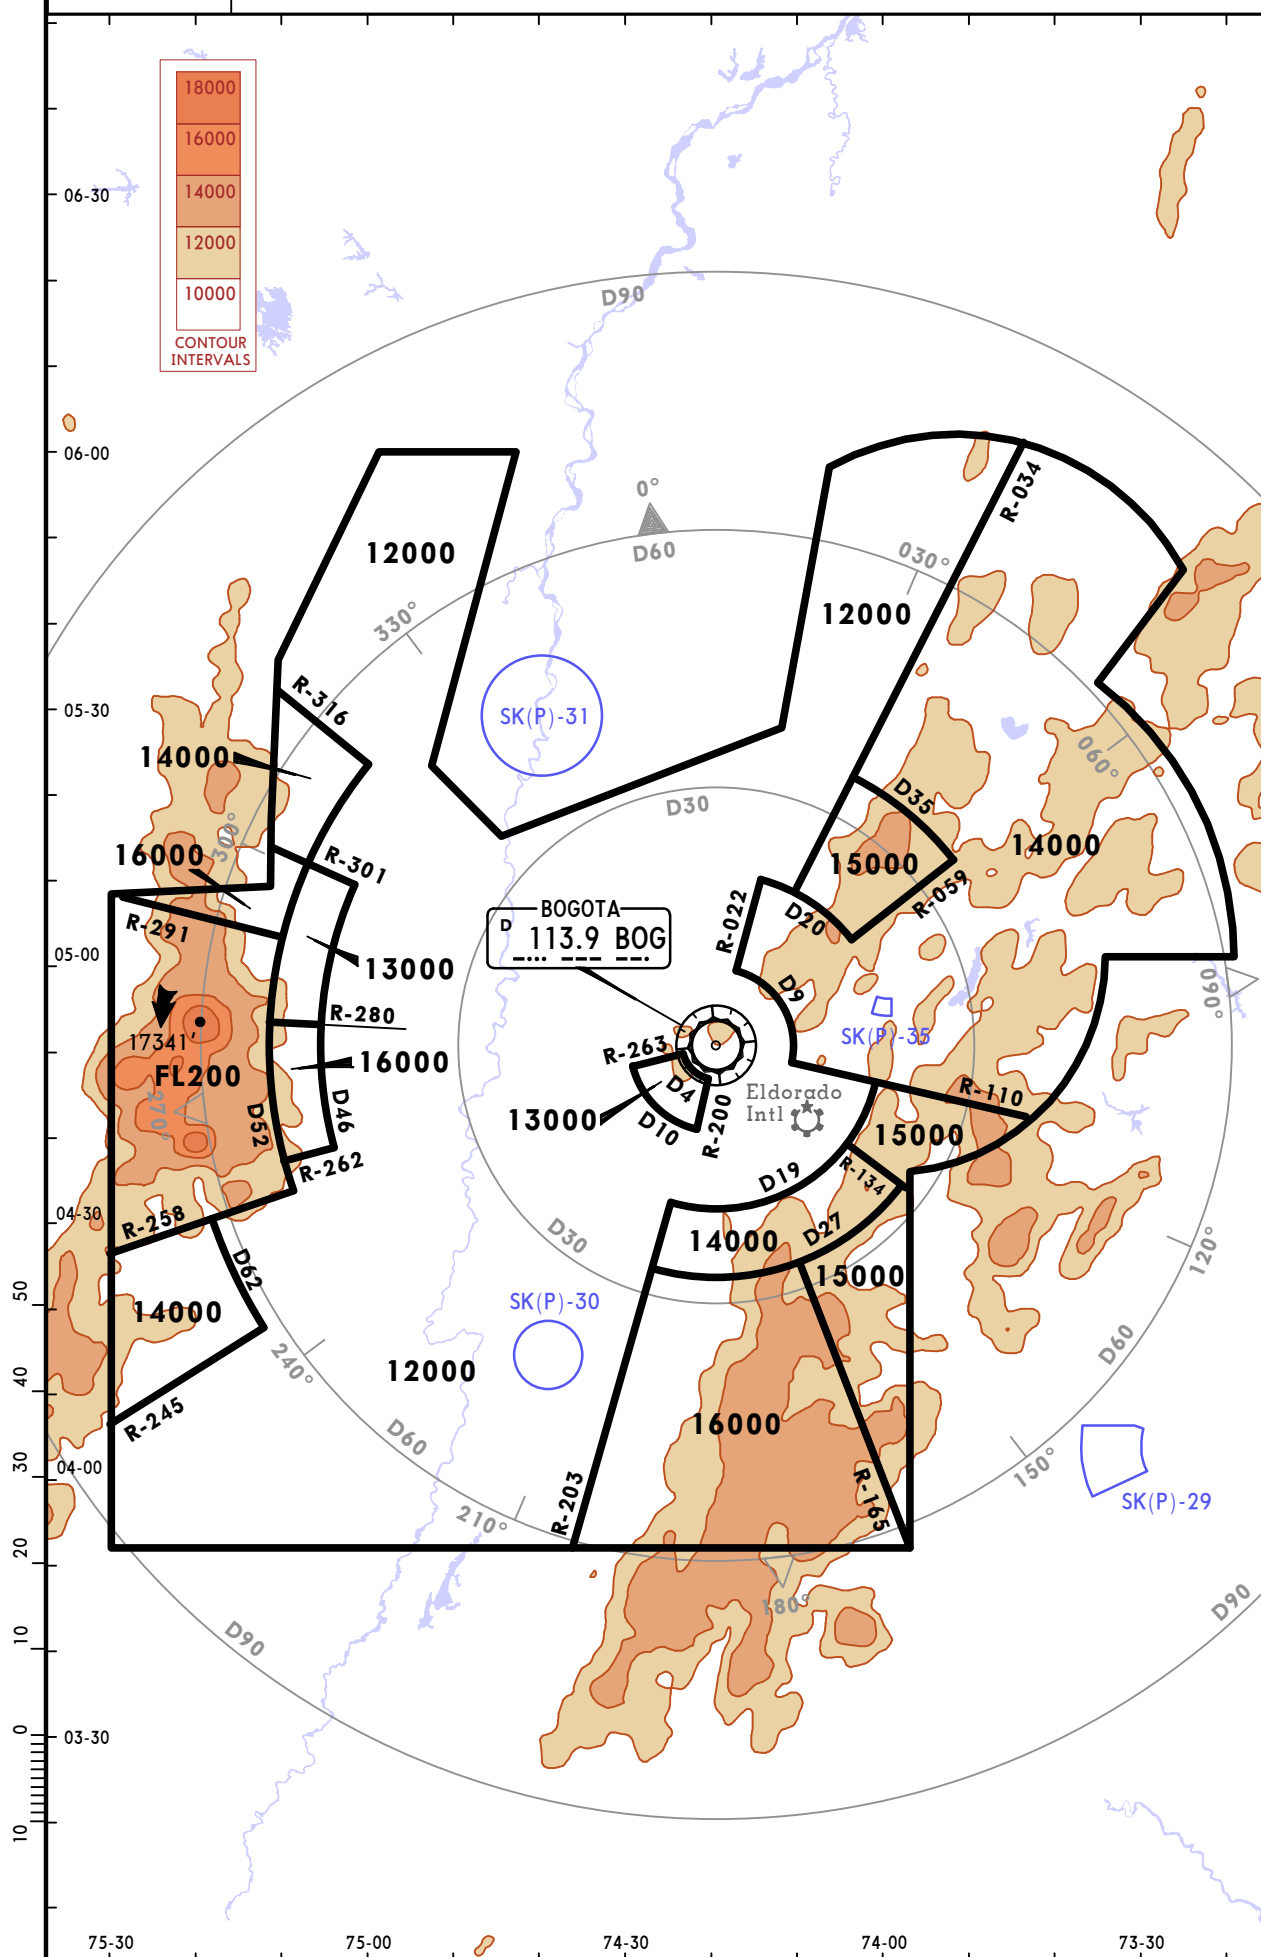 18000
16000
14000
12000
10000
CONTOUR
INTERVALS
06-30
D90
06-00
R-034
0°
D60
030°
12000
12000
330°
05-30
R-316
SK(P)-31
060°
14000
D30
D35
300°
14000
16000
R-301
15000
R-059
R-022
D20
BOGOTA
D 113.9 BOG
R-291
05-00
13000
090°
D9
R-280
17341'
SK(P)-35
R-263
16000
FL200
270°
D4
Eldorado
Intl
R-110
D52
D46
13000
D10
R-200
15000
R-262
D19
R-134
04-30
R-258
D27
14000
D30
120°
D62
15000
50
14000
SK(P)-30
240°
D60
12000
40
R-245
16000
D60
30
04-00
150°
R-203
R-165
SK(P)-29
210°
20
180°
D90
D90
10
0
03-30
10
75-30
75-00
74-30
74-00
73-30